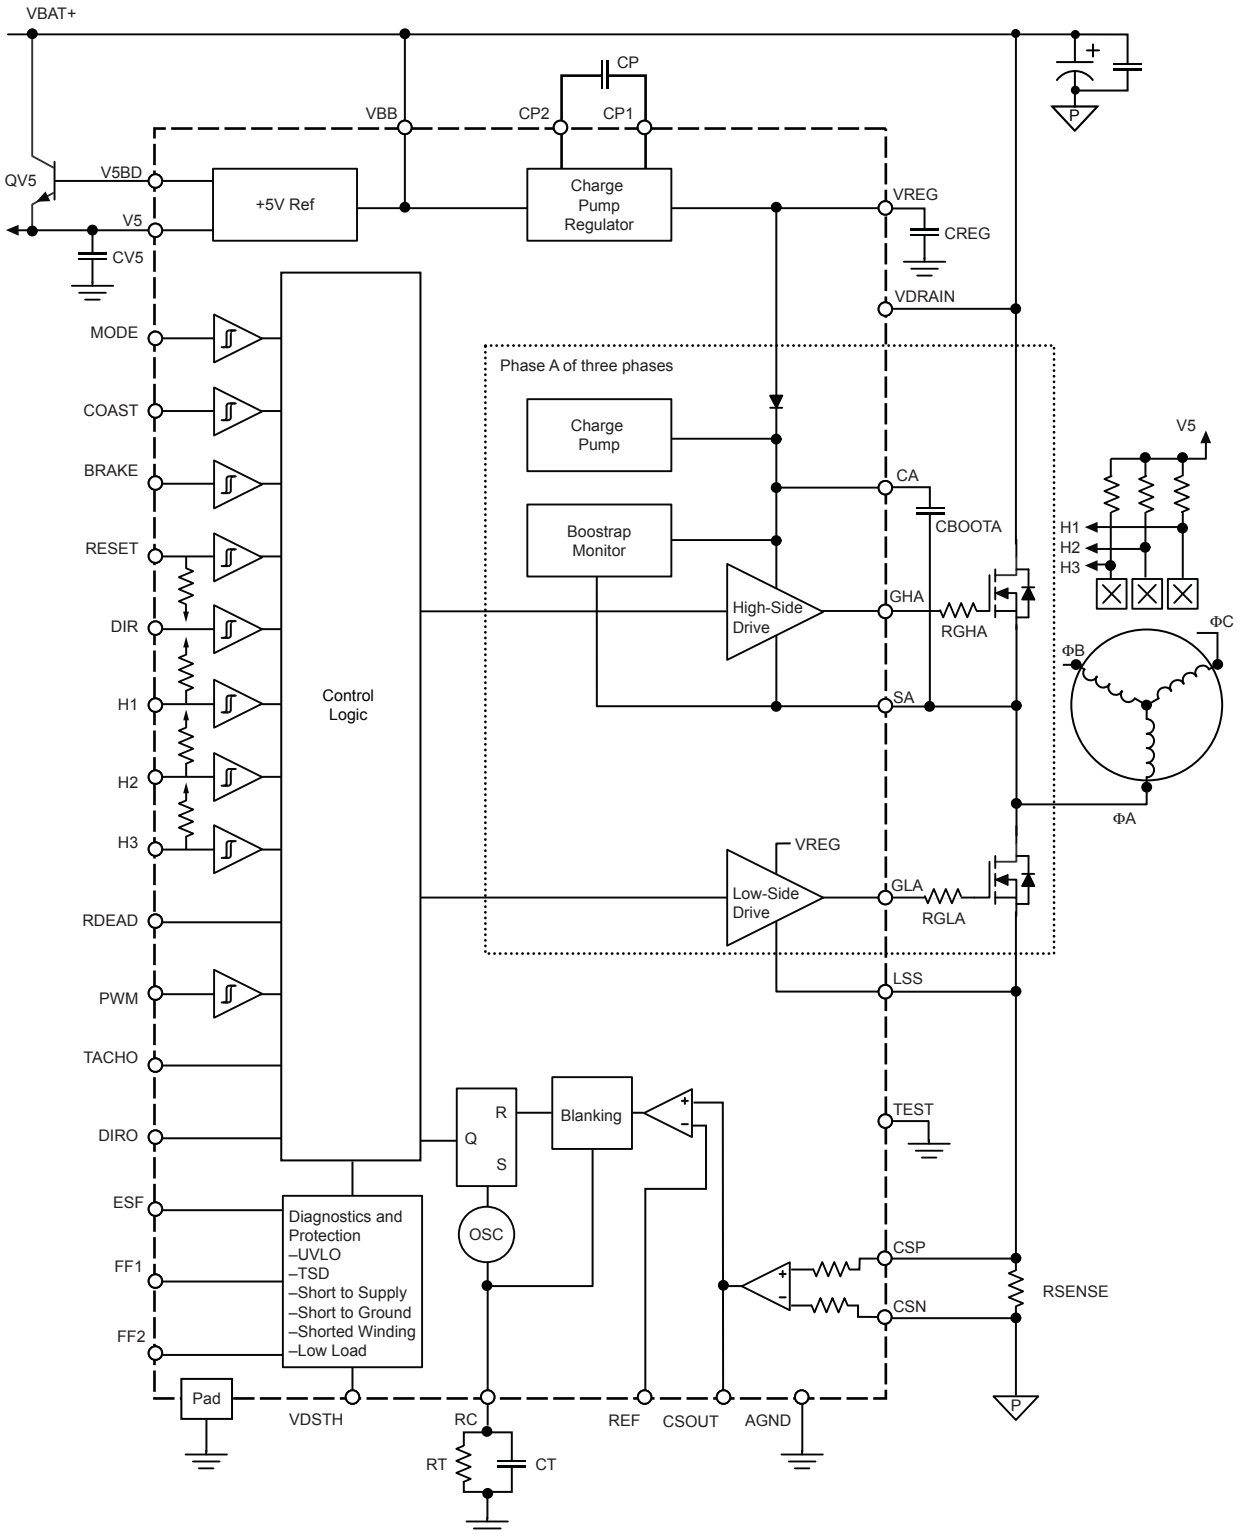 VBAT+
CP
VBB
CP2
CP1
P
QV5
V5BD
+5V Ref
Charge
Pump
Regulator
VREG
V5
CV5
CREG
VDRAIN
MODE
Phase A of three phases
COAST
Charge
Pump
V5
BRAKE
CA
CBOOTA
Boostrap
Monitor
H1
H2
H3
RESET
High-Side
Drive
GHA
RGHA
DIR
ΦC
ΦB
H1
Control
Logic
SA
H2
ΦA
H3
VREG
Low-Side
Drive
GLA
RGLA
RDEAD
LSS
PWM
TACHO
R
Q
S
Blanking
+
–
TEST
DIRO
ESF
Diagnostics and
Protection
–UVLO
–TSD
–Short to Supply
–Short to Ground
–Shorted Winding
–Low Load
OSC
CSP
+
–
CSN
RSENSE
FF1
FF2
Pad
VDSTH
RC
REF
CSOUT
AGND
P
RT
CT
+